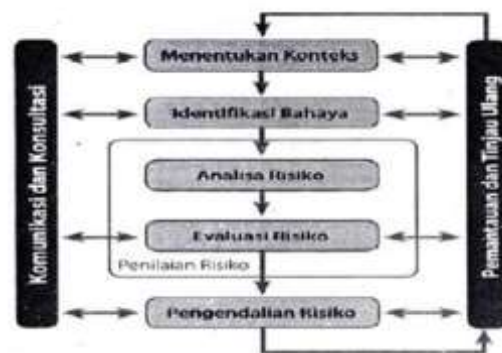 Menentukan Konteks
Identifikasi Bahaya
Analisa Risiko
Evaluasi Risiko
Penilaian Risiko
Pengendalian Risiko
Komunikasi dan Konsultasi
Pemantauan dan Tinjau Ulang